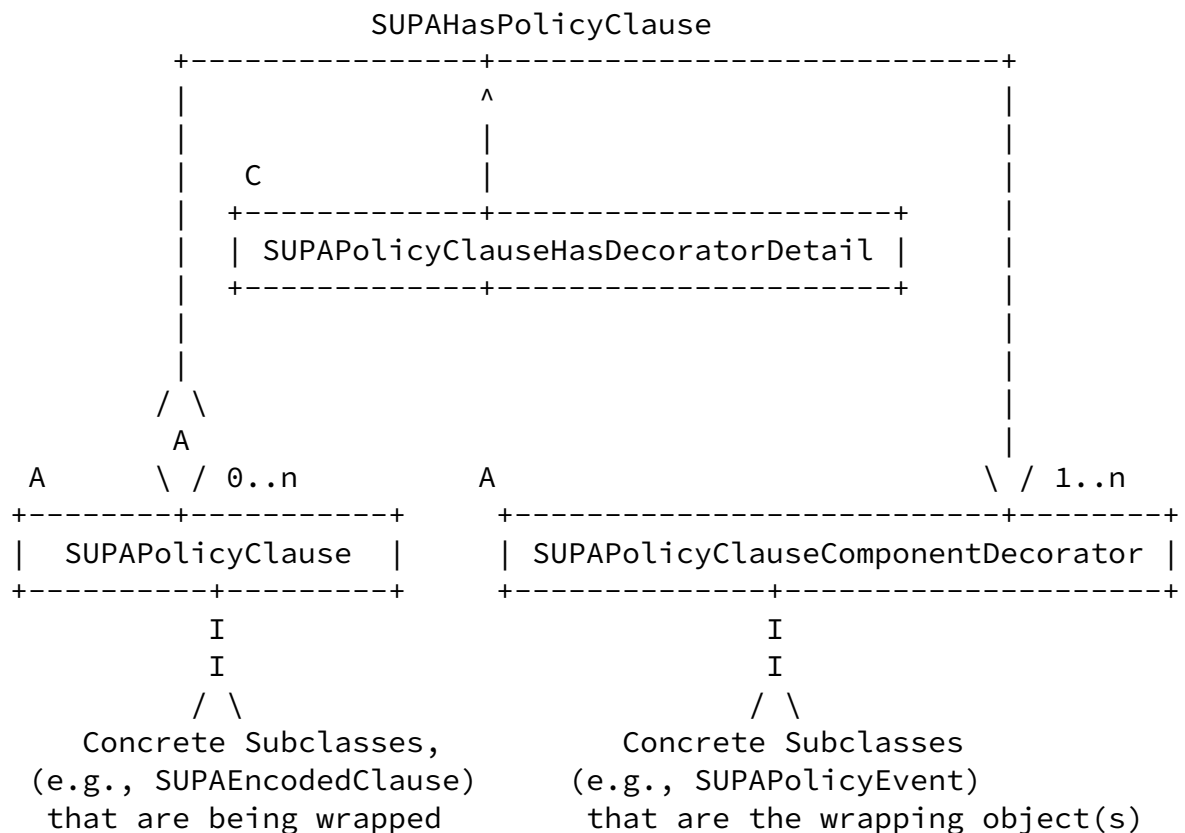 SUPAHasPolicyClause
C
SUPAPolicyClauseHasDecoratorDetail
A
A 0..n A 1..n
SUPAPolicyClause SUPAPolicyClauseComponentDecorator
I I
I I
Concrete Subclasses, Concrete Subclasses
(e.g., SUPAEncodedClause) (e.g., SUPAPolicyEvent)
that are being wrapped that are the wrapping object(s)